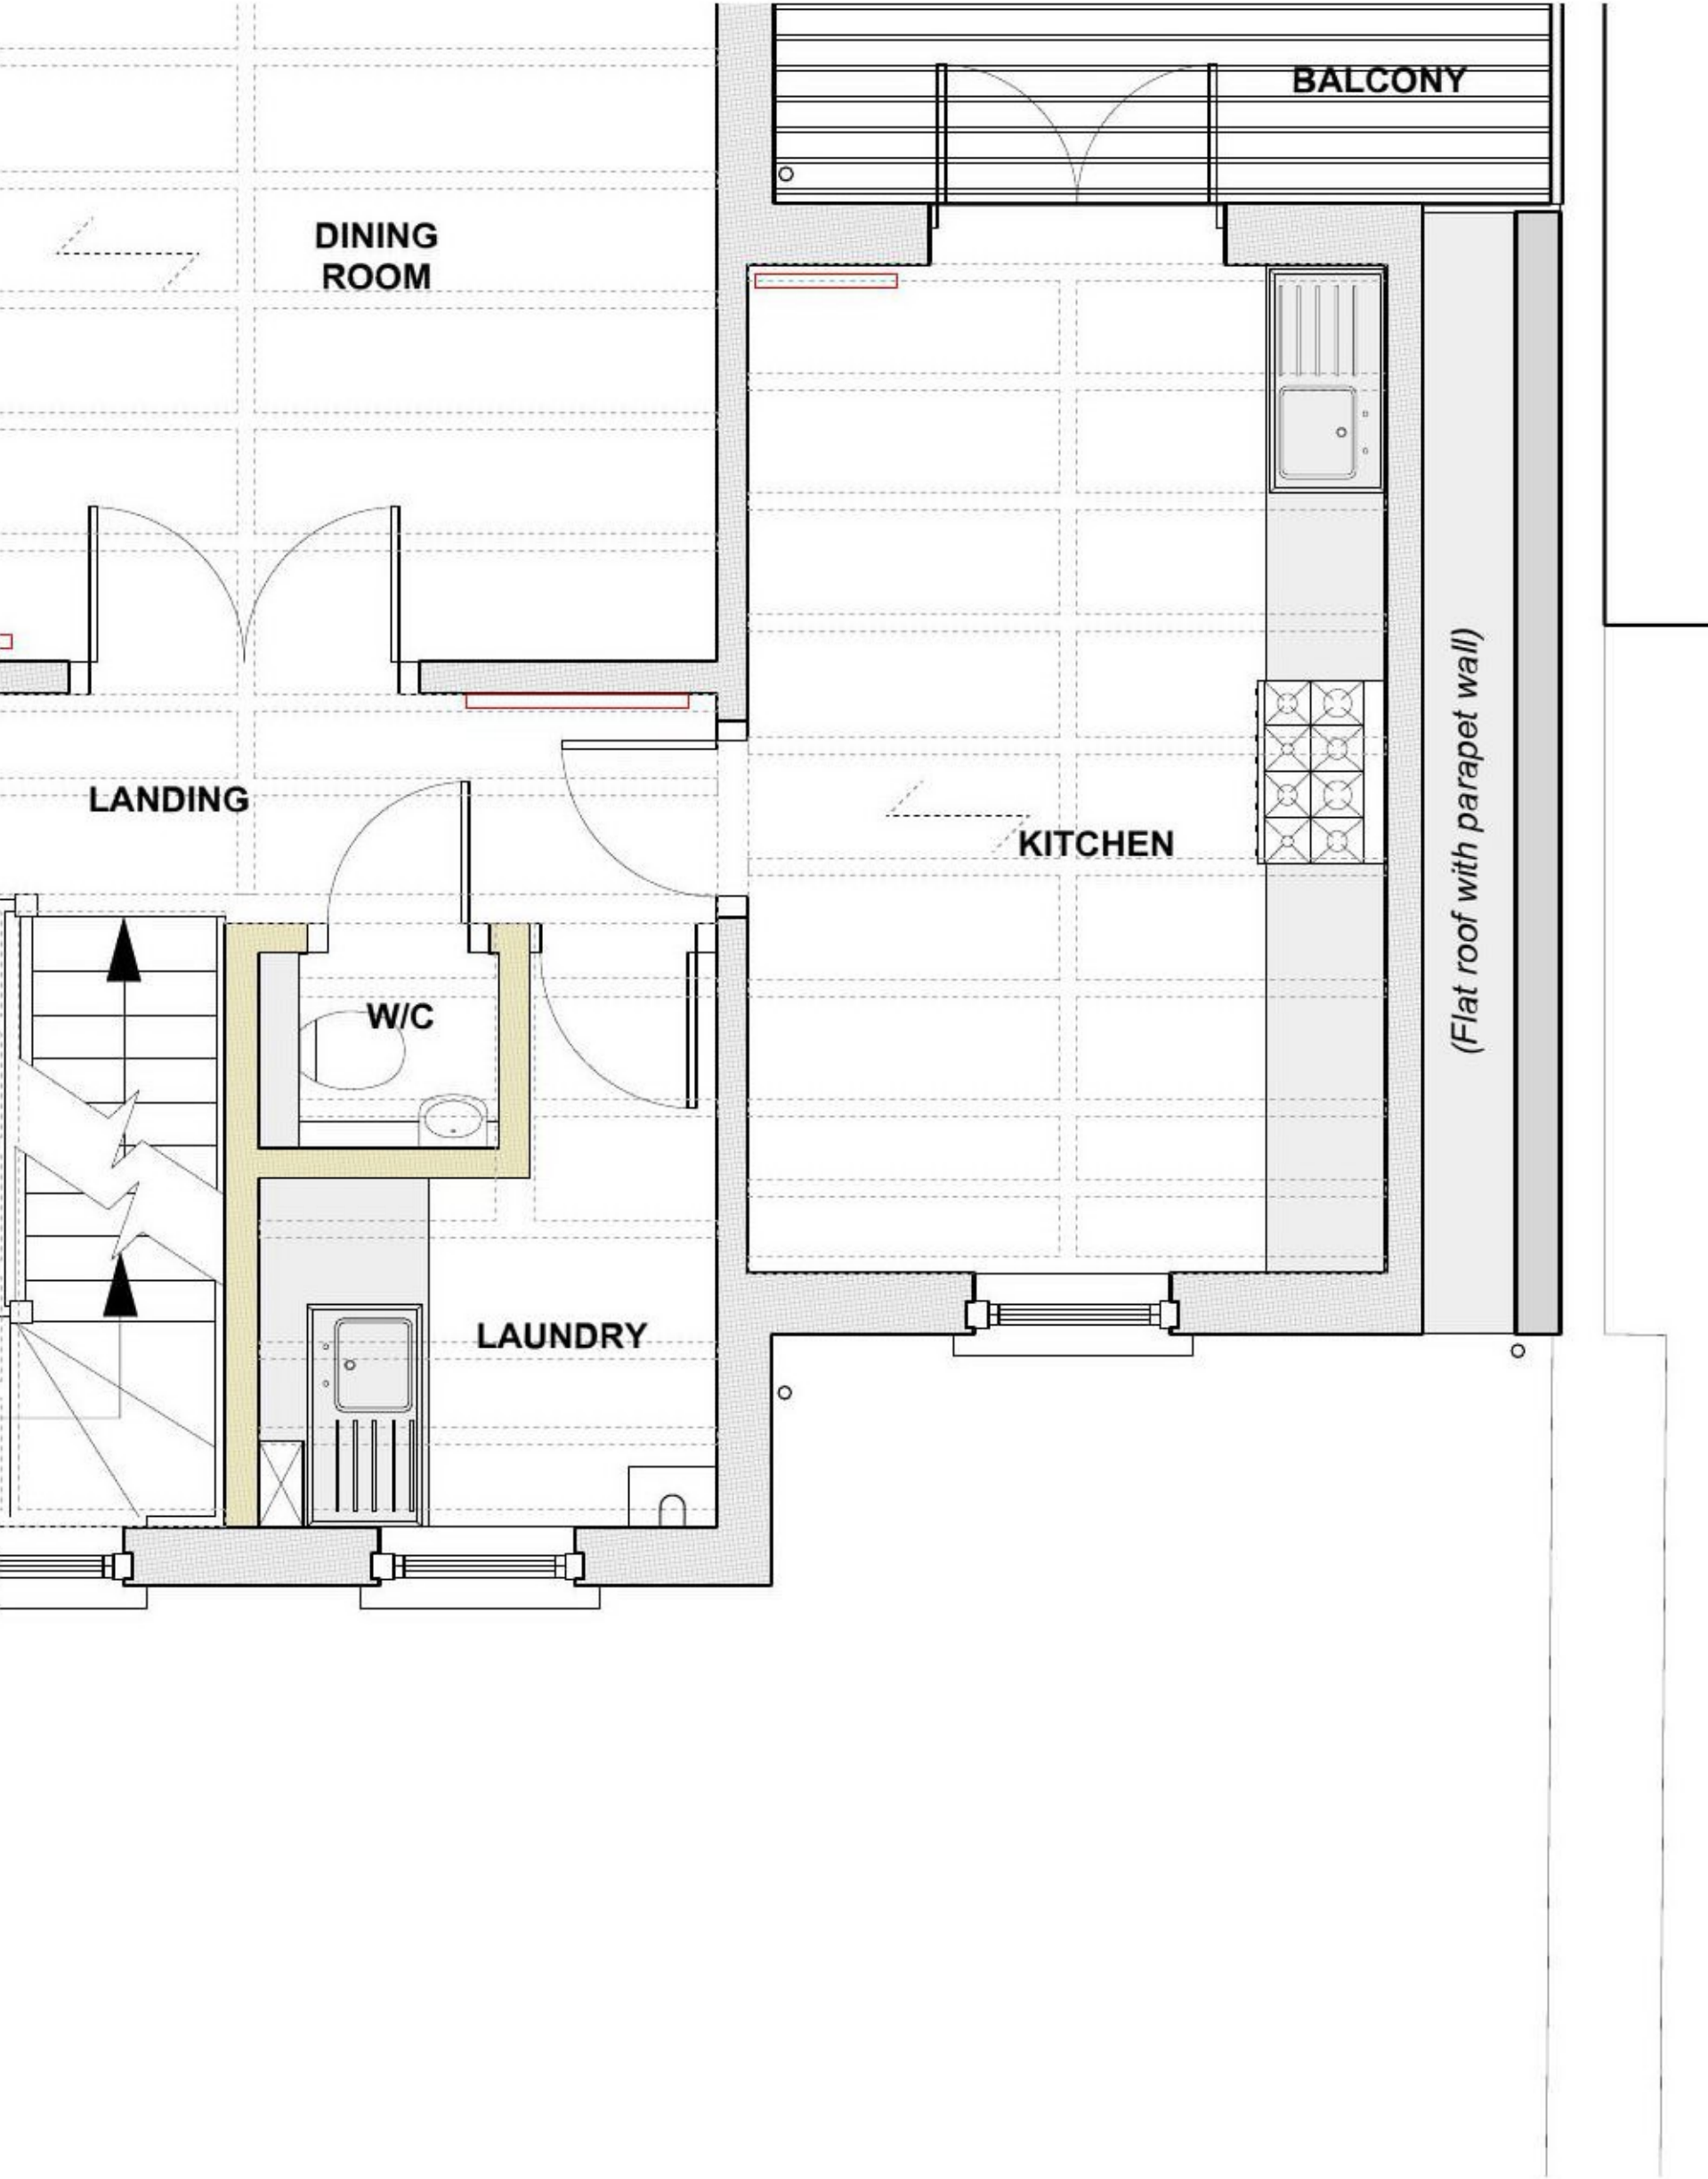 BALCONY
DINING
ROOM
LANDING
KITCHEN
(Flat roof with parapet wall)
W/C
LAUNDRY